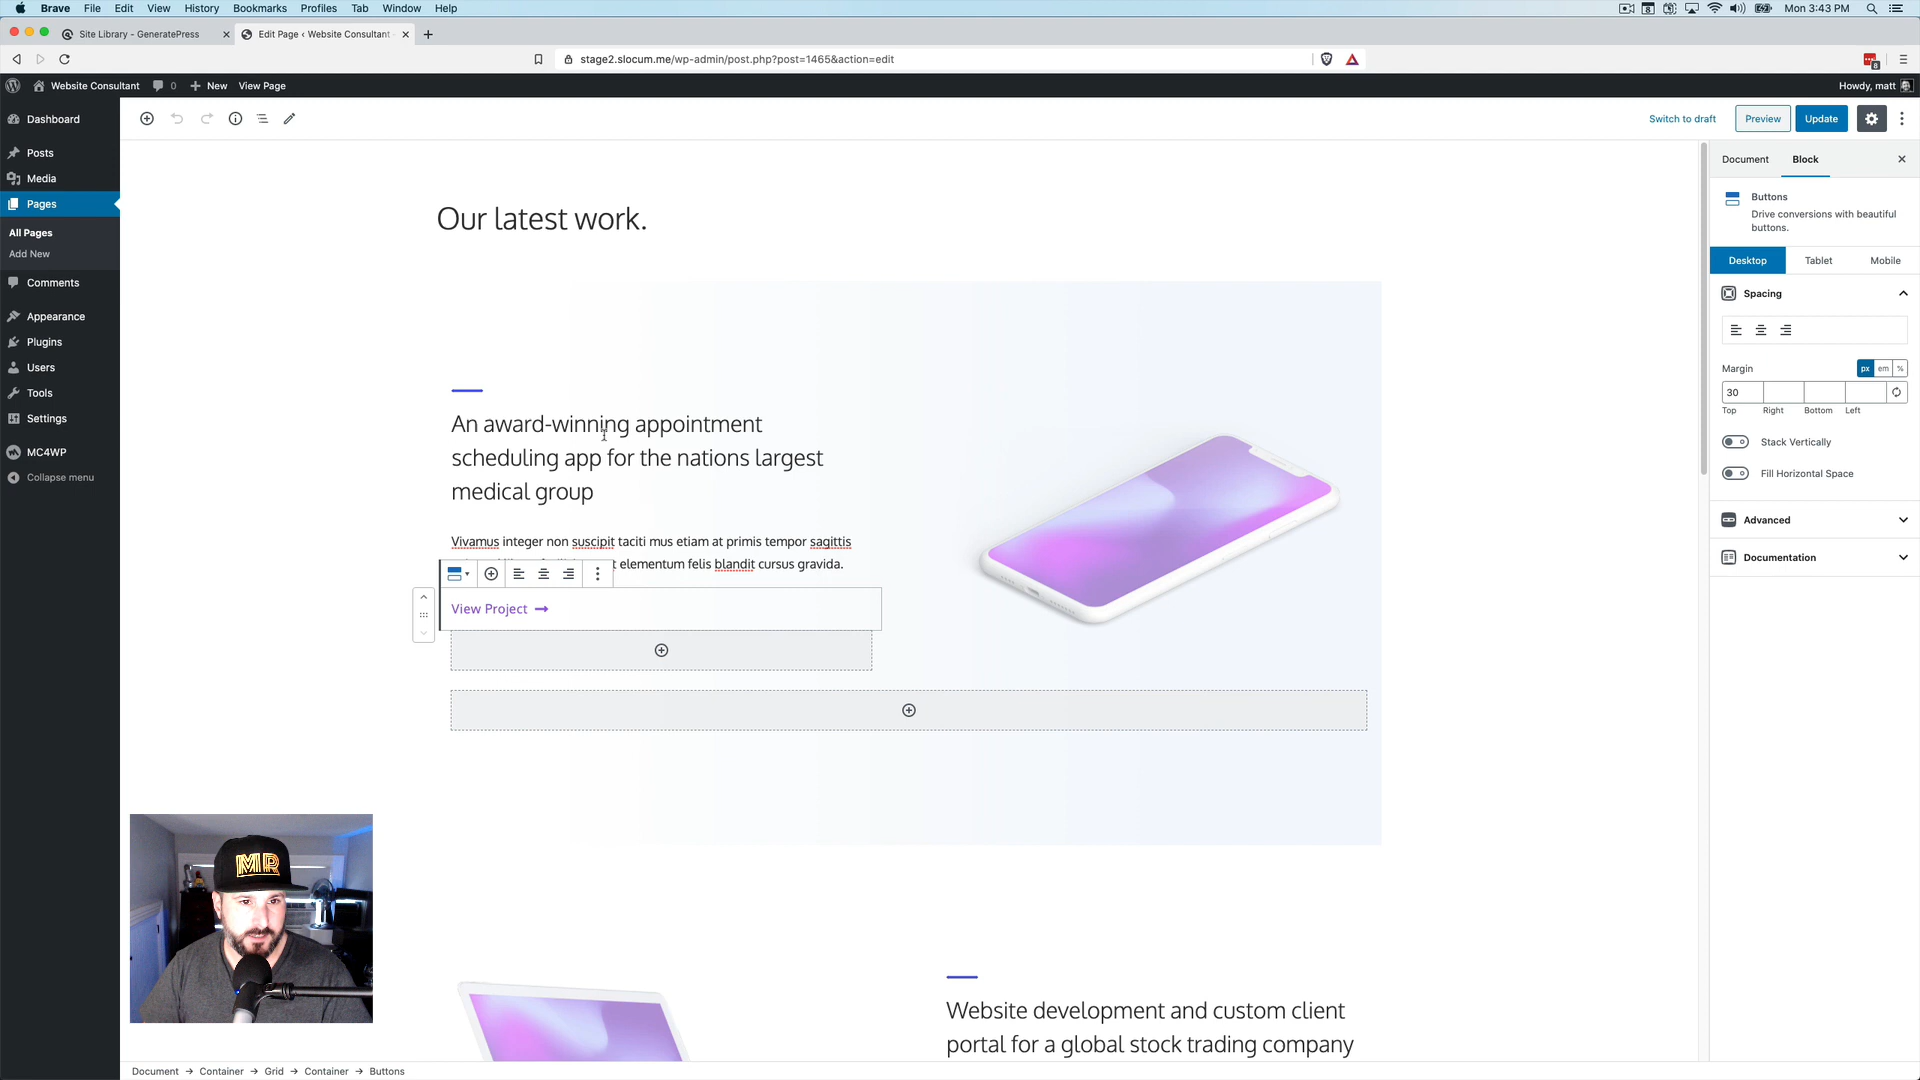 Brave File Edit View History Bookmarks Profiles Tab Window Help
Mon 3:43 PM
Site Library - GeneratePress
Edit Page ‹ Website Consultant
stage2.slocum.me/wp-admin/post.php?post=1465&action=edit
Website Consultant 0 New View Page
Howdy, matt
Dashboard
Posts
Media
Pages
All Pages
Add New
Comments
Appearance
Plugins
Users
Tools
Settings
MC4WP
Collapse menu
Switch to draft
Preview
Update
Our latest work.
An award-winning appointment
scheduling app for the nations largest
medical group
Vivamus integer non suscipit taciti mus etiam at primis tempor sagittis
t elementum felis blandit cursus gravida.
View Project
Website development and custom client
portal for a global stock trading company
MR
Document Block
Buttons
Drive conversions with beautiful
buttons.
Desktop Tablet Mobile
Spacing
Margin
px em %
30
Top Right Bottom Left
Stack Vertically
Fill Horizontal Space
Advanced
Documentation
Document → Container → Grid → Container → Buttons